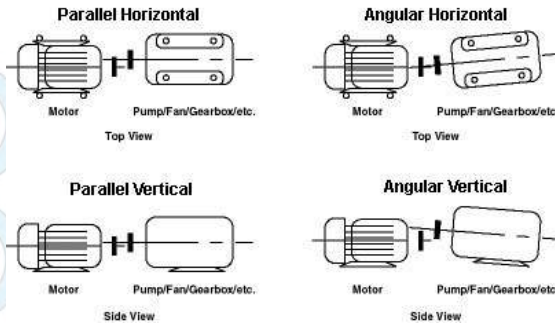 Parallel Horizontal
Motor
Pump/Fan/Gearbox/etc.
Top View
Angular Horizontal
Motor
Pump/Fan/Gearbox/etc.
Top View
Parallel Vertical
Motor
Pump/Fan/Gearbox/etc.
Side View
Angular Vertical
Motor
Pump/Fan/Gearbox/etc.
Side View